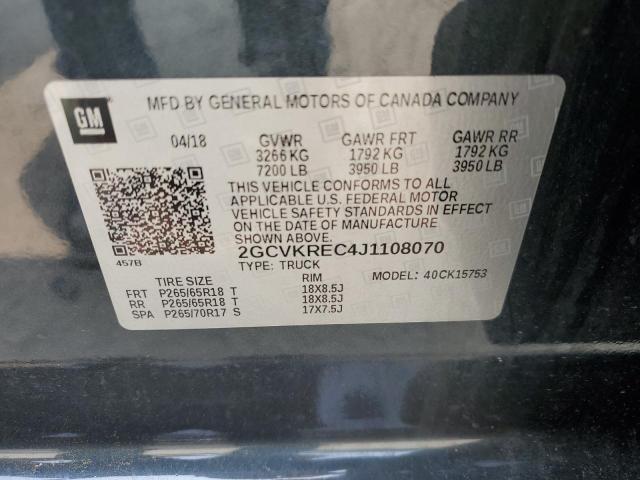 GM
MFD BY GENERAL MOTORS OF CANADA COMPANY
04/18 GVWR GAWR FRT GAWR RR
3266 KG 1792 KG 1792 KG
7200 LB 3950 LB 3950 LB
THIS VEHICLE CONFORMS TO ALL
APPLICABLE U.S. FEDERAL MOTOR
VEHICLE SAFETY STANDARDS IN EFFECT
ON THE DATE OF MANUFACTURE
SHOWN ABOVE.
457B 2GCVKREC4J1108070
TYPE: TRUCK MODEL: 40CK15753
TIRE SIZE RIM
FRT P265/65R18 T 18X8.5J
RR P265/65R18 T 18X8.5J
SPA P265/70R17 S 17X7.5J